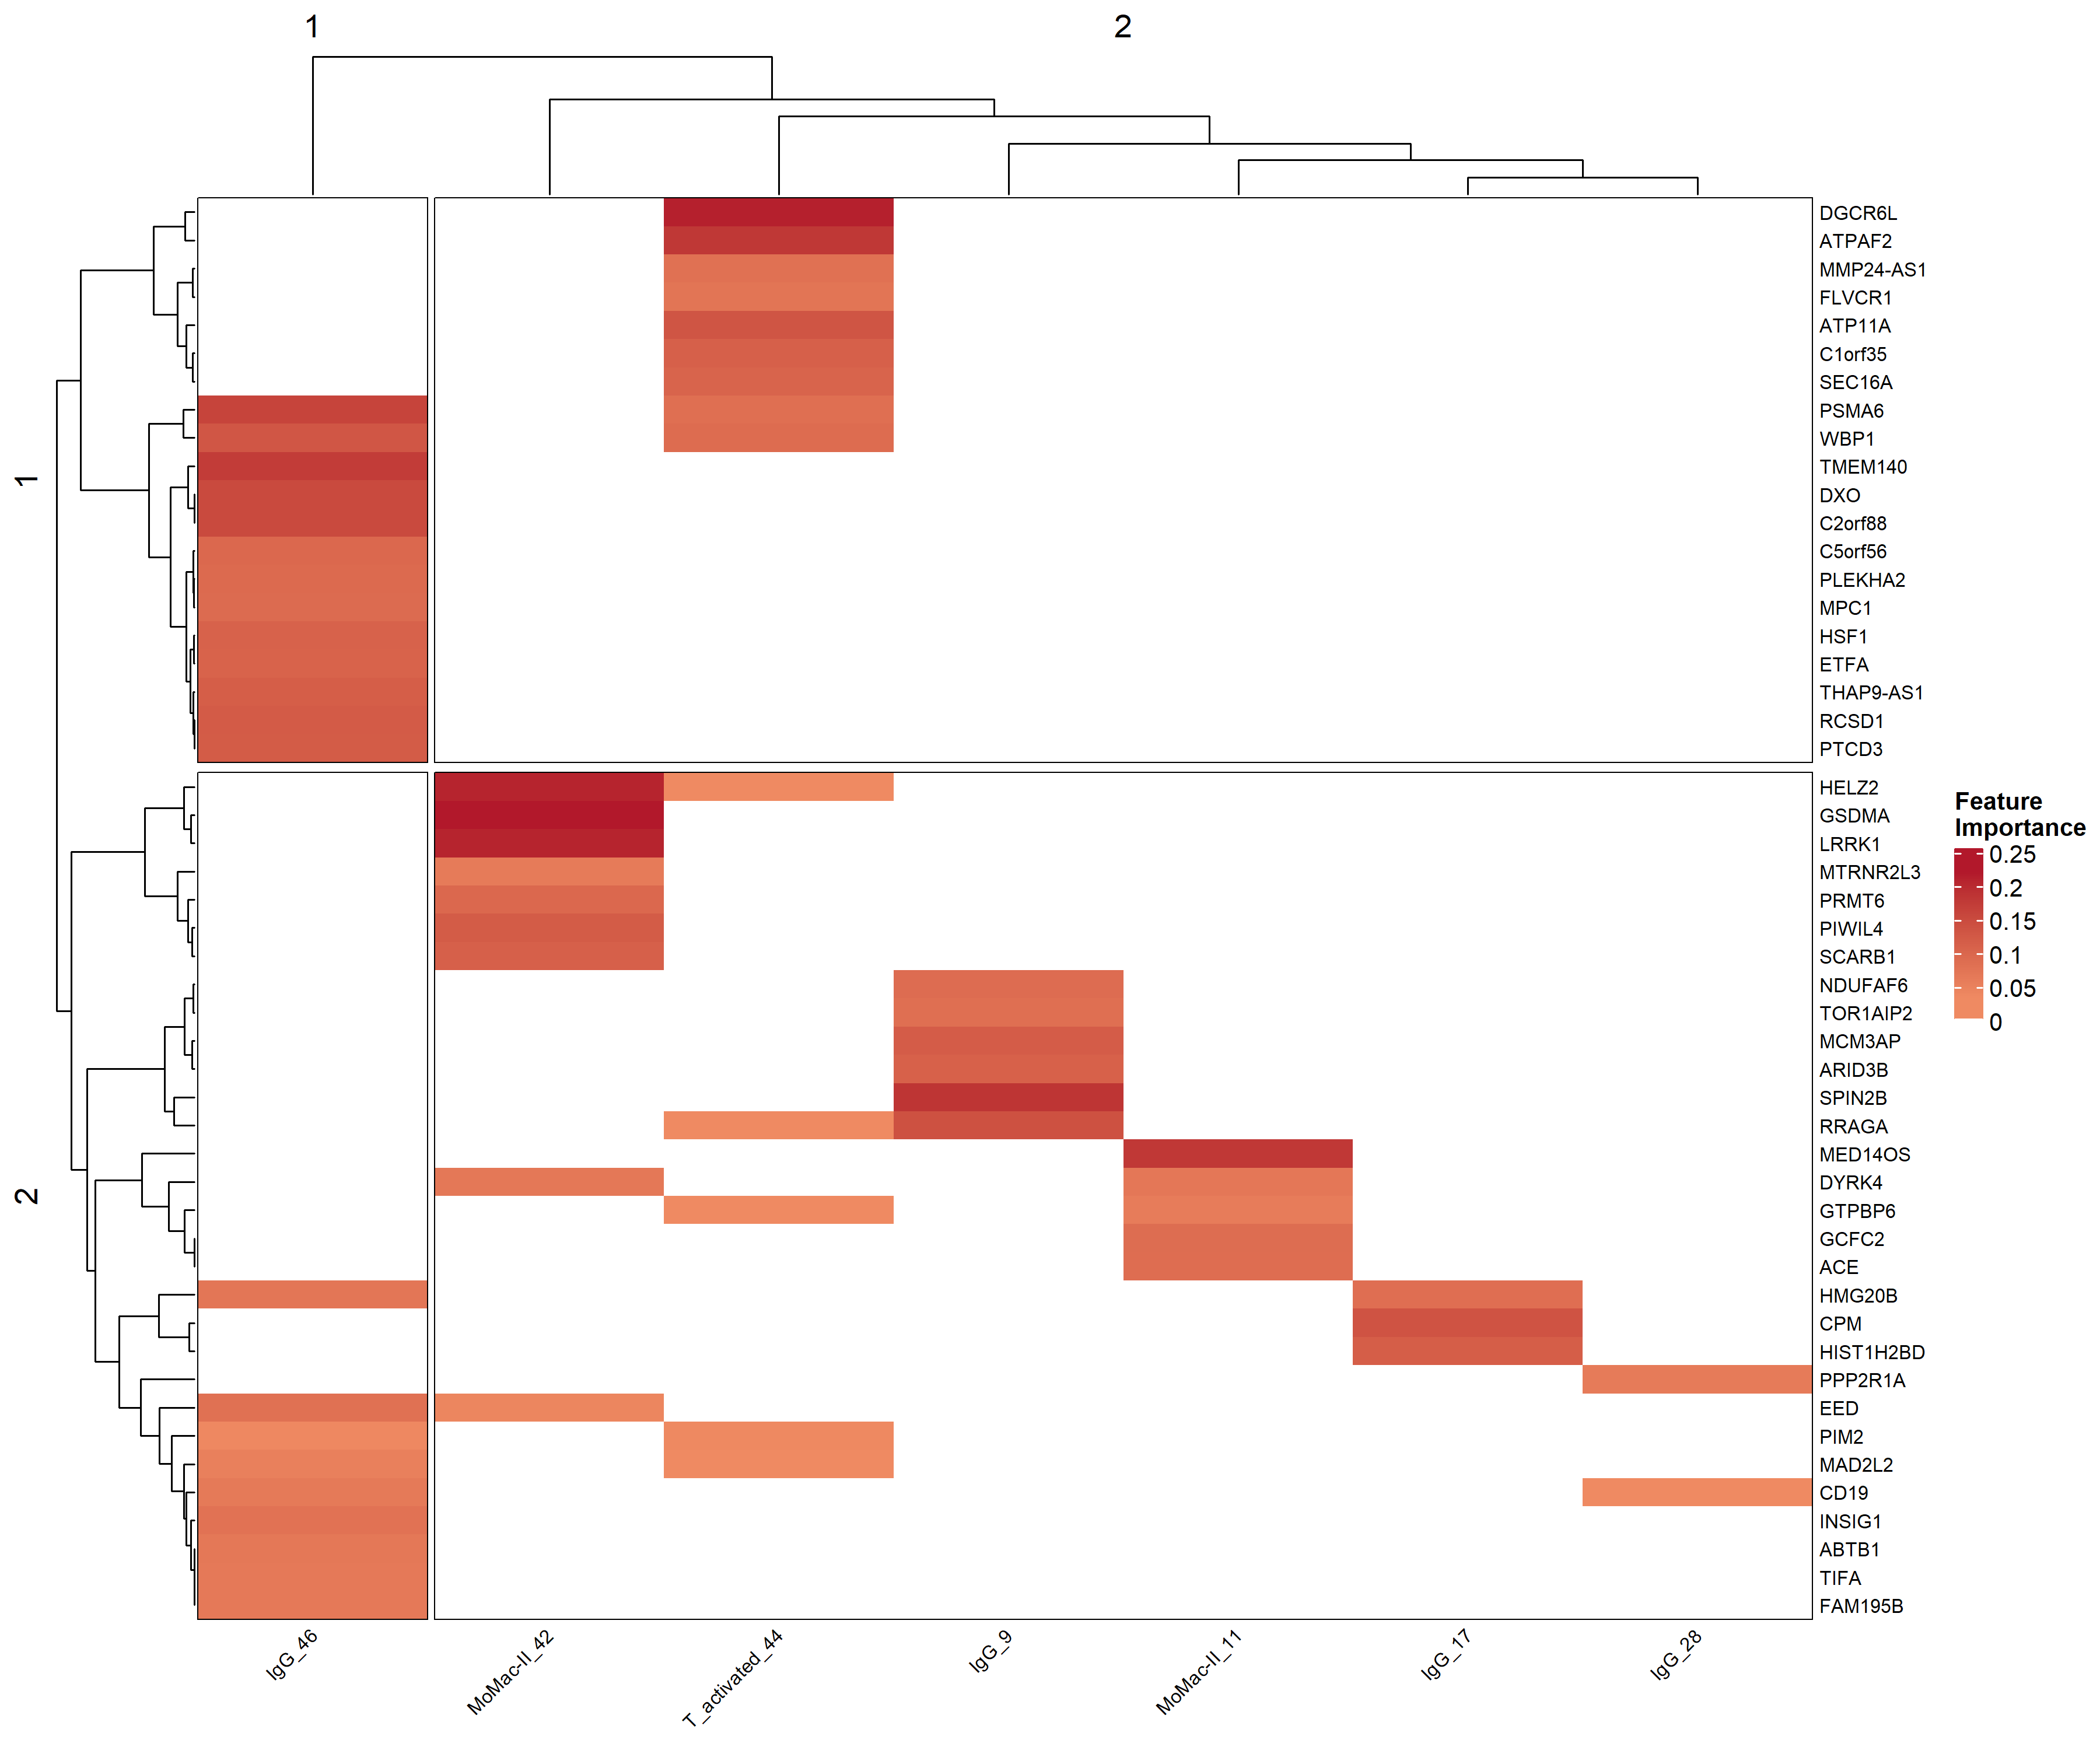 1
2
1
2
DGCR6L
ATPAF2
MMP24-AS1
FLVCR1
ATP11A
C1orf35
SEC16A
PSMA6
WBP1
TMEM140
DXO
C2orf88
C5orf56
PLEKHA2
MPC1
HSF1
ETFA
THAP9-AS1
RCSD1
PTCD3
HELZ2
GSDMA
LRRK1
MTRNR2L3
PRMT6
PIWIL4
SCARB1
NDUFAF6
TOR1AIP2
MCM3AP
ARID3B
SPIN2B
RRAGA
MED14OS
DYRK4
GTPBP6
GCFC2
ACE
HMG20B
CPM
HIST1H2BD
PPP2R1A
EED
PIM2
MAD2L2
CD19
INSIG1
ABTB1
TIFA
FAM195B
Feature
Importance
0.25
0.2
0.15
0.1
0.05
0
IgG_46
MoMac-II_42
T_activated_44
IgG_9
MoMac-II_11
IgG_17
IgG_28